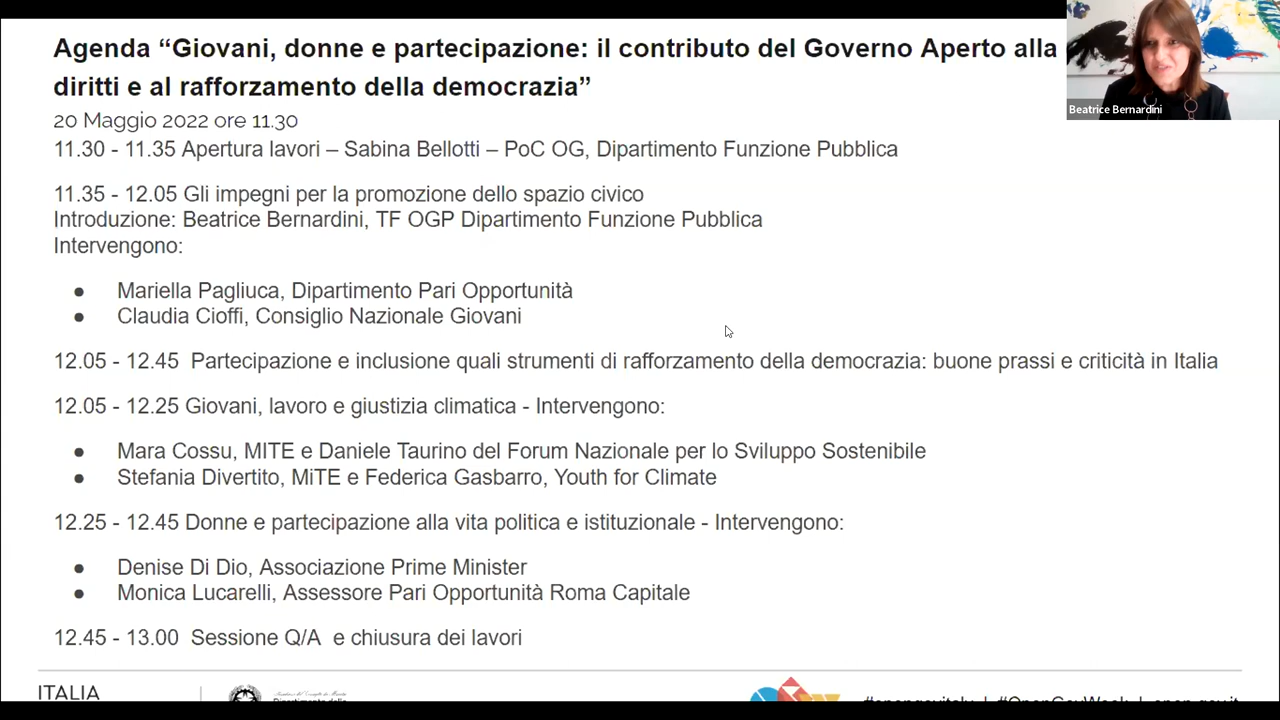 Agenda “Giovani, donne e partecipazione: il contributo del Governo Aperto alla
diritti e al rafforzamento della democrazia”
20 Maggio 2022 ore 11.30
11.30 - 11.35 Apertura lavori – Sabina Bellotti – PoC OG, Dipartimento Funzione Pubblica
11.35 - 12.05 Gli impegni per la promozione dello spazio civico
Introduzione: Beatrice Bernardini, TF OGP Dipartimento Funzione Pubblica
Intervengono:
● Mariella Pagliuca, Dipartimento Pari Opportunità
● Claudia Cioffi, Consiglio Nazionale Giovani
12.05 - 12.45 Partecipazione e inclusione quali strumenti di rafforzamento della democrazia: buone prassi e criticità in Italia
12.05 - 12.25 Giovani, lavoro e giustizia climatica - Intervengono:
● Mara Cossu, MITE e Daniele Taurino del Forum Nazionale per lo Sviluppo Sostenibile
● Stefania Divertito, MiTE e Federica Gasbarro, Youth for Climate
12.25 - 12.45 Donne e partecipazione alla vita politica e istituzionale - Intervengono:
● Denise Di Dio, Associazione Prime Minister
● Monica Lucarelli, Assessore Pari Opportunità Roma Capitale
12.45 - 13.00 Sessione Q/A e chiusura dei lavori
Beatrice Bernardini
ITALIA
#opengovitaly | #OpenGovWeek | open.gov.it